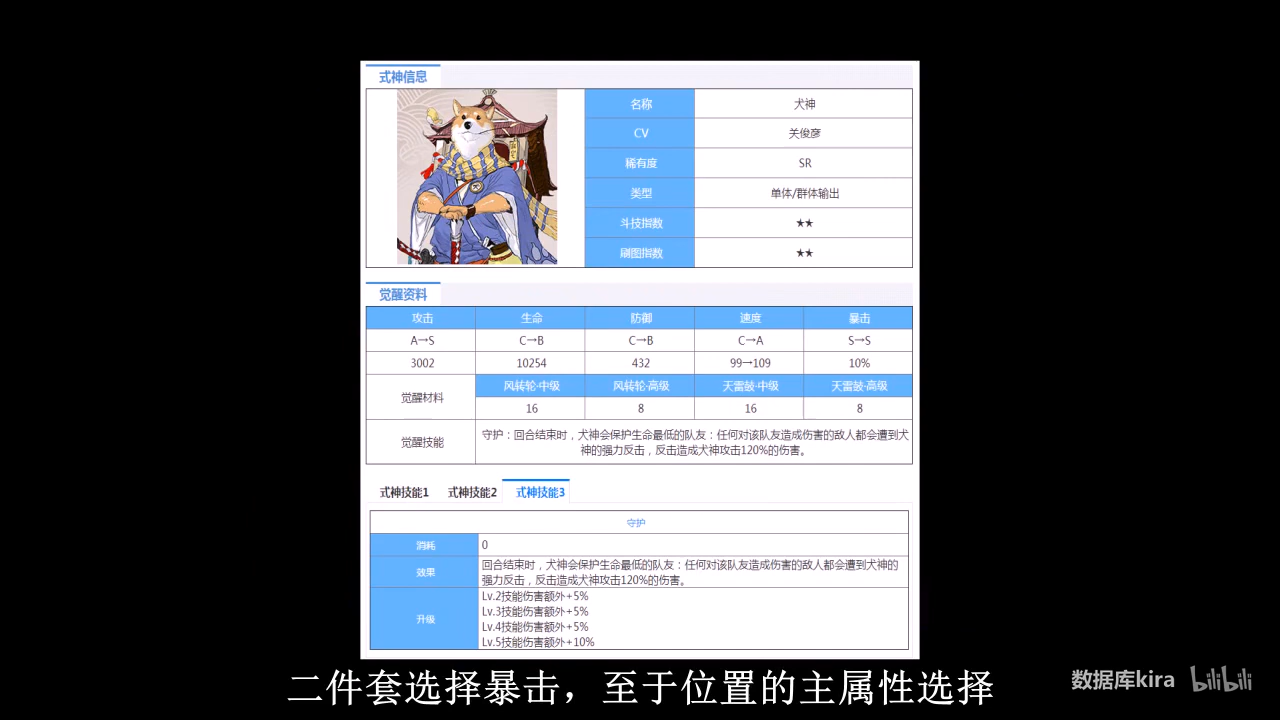 式神信息
名称 犬神
CV 关俊彦
稀有度 SR
类型 单体/群体输出
斗技指数 ★★
刷图指数 ★★
觉醒资料
攻击 生命 防御 速度 暴击
A→S C→B C→B C→A S→S
3002 10254 432 99→109 10%
觉醒材料 风转轮·中级 风转轮·高级 天雷鼓·中级 天雷鼓·高级
16 8 16 8
觉醒技能 守护：回合结束时，犬神会保护生命最低的队友：任何对该队友造成伤害的敌人都会遭到犬
神的强力反击，反击造成犬神攻击120%的伤害。
式神技能1 式神技能2 式神技能3
守护
消耗 0
效果 回合结束时，犬神会保护生命最低的队友：任何对该队友造成伤害的敌人都会遭到犬神的
强力反击，反击造成犬神攻击120%的伤害。
升级 Lv.2技能伤害额外+5%
Lv.3技能伤害额外+5%
Lv.4技能伤害额外+5%
Lv.5技能伤害额外+10%
二件套选择暴击，至于位置的主属性选择
数据库kira bilibili